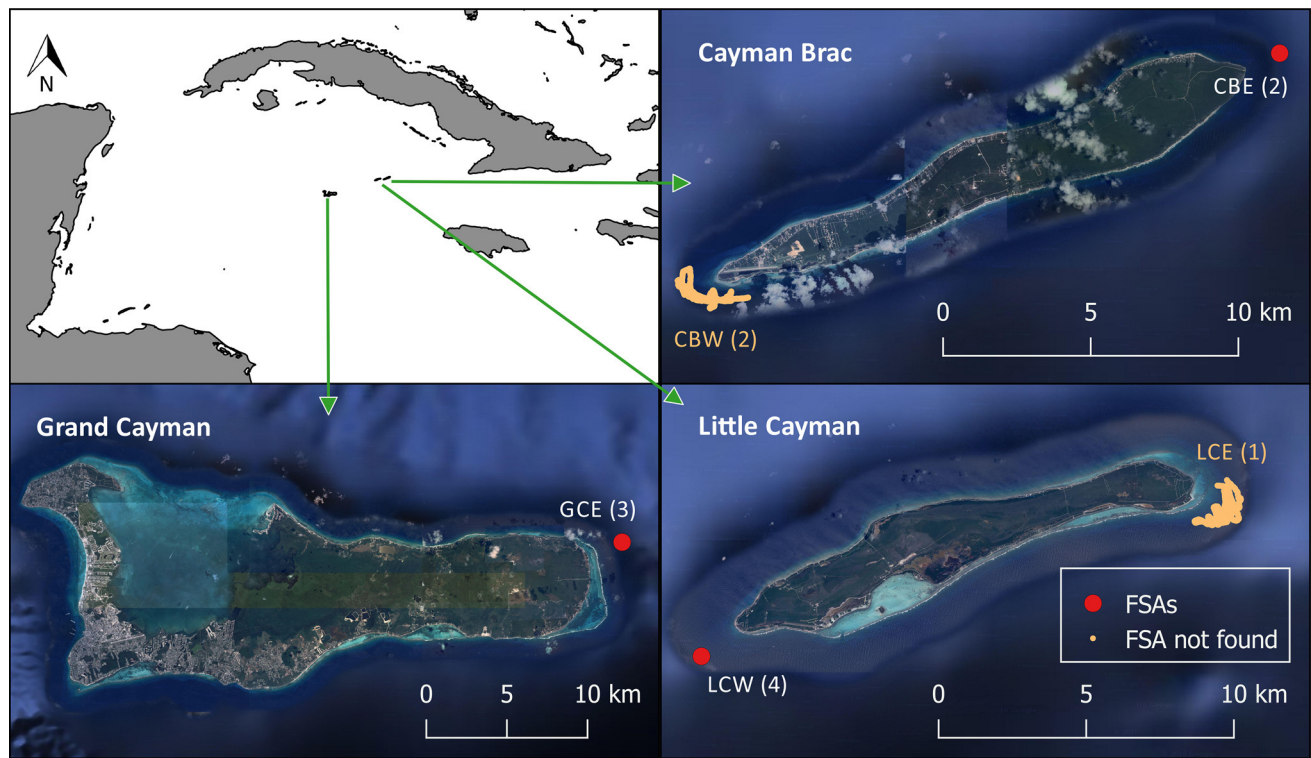 N
Cayman Brac
CBE (2)
CBW (2)
0 5 10 km
Grand Cayman
GCE (3)
0 5 10 km
Little Cayman
LCE (1)
LCW (4)
FSAs
FSA not found
0 5 10 km